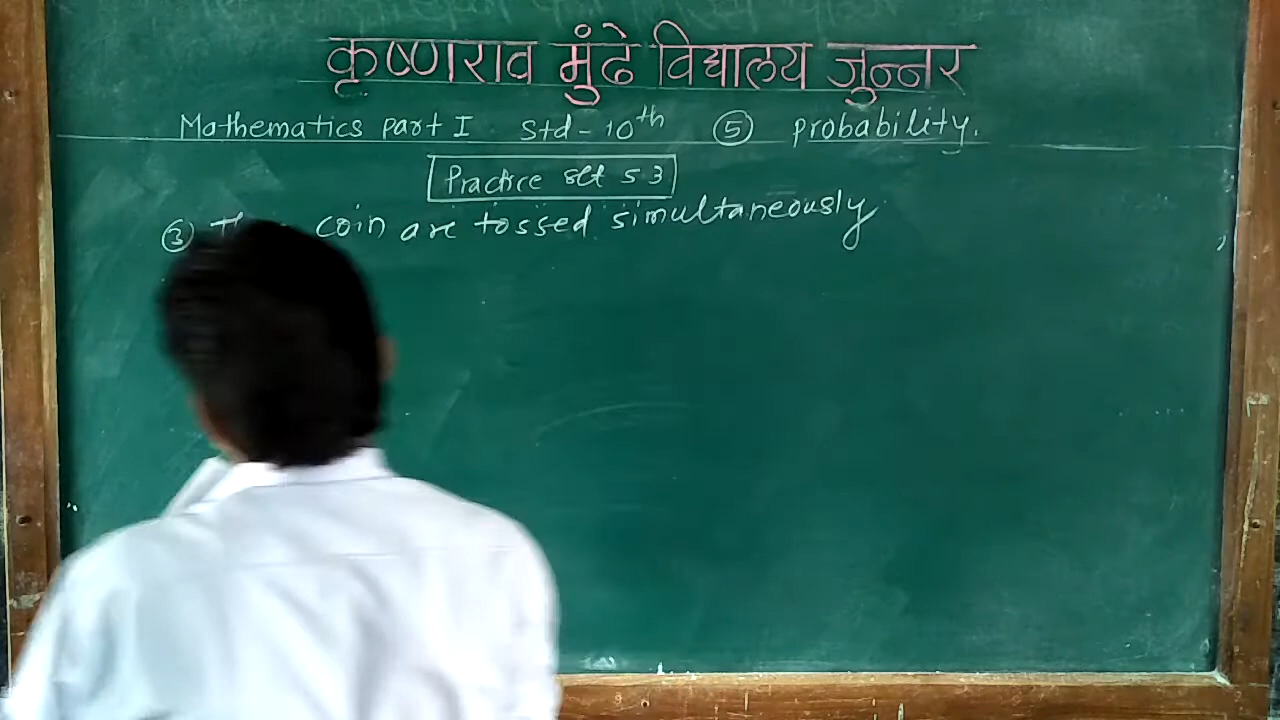 कृष्णराव मुंढे विद्यालय जुन्नर
Mathematics part I Std - 10th ⑤ probability.
Practice set 5 3
③ coin are tossed simultaneously